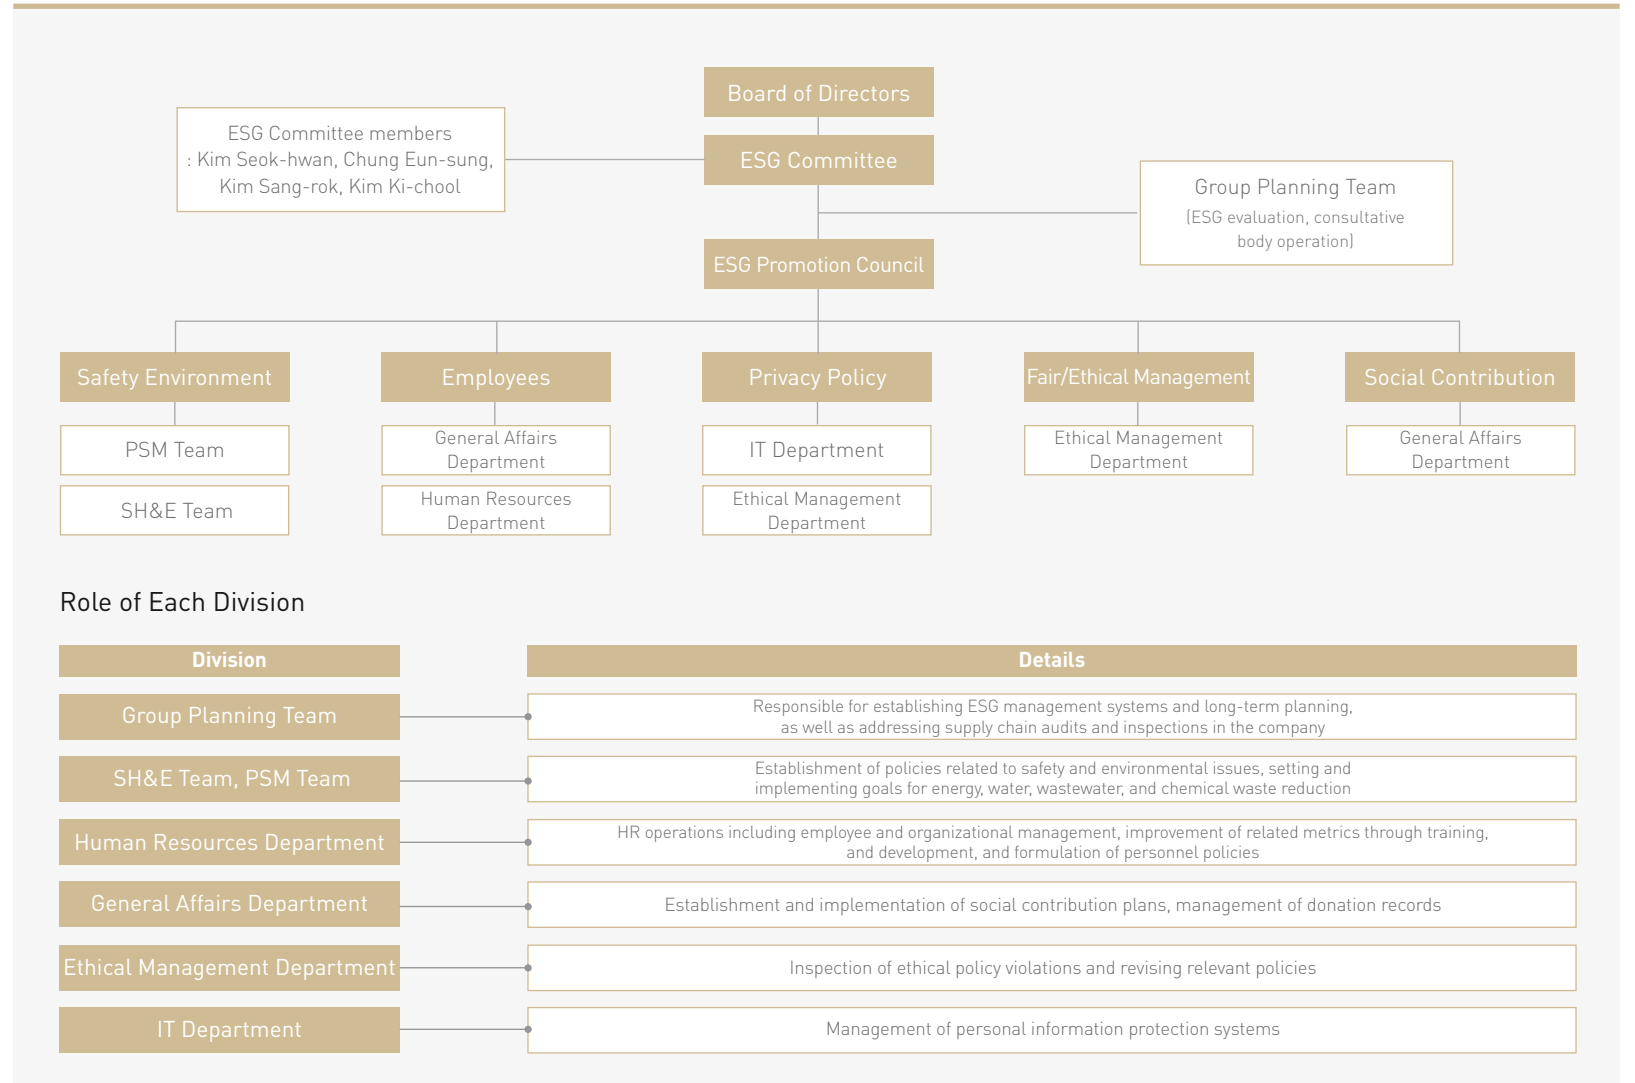 Board of Directors
ESG Committee members
: Kim Seok-hwan, Chung Eun-sung,
Kim Sang-rok, Kim Ki-chool
ESG Committee
Group Planning Team
(ESG evaluation, consultative
body operation)
ESG Promotion Council
Safety Environment
Employees
Privacy Policy
Fair/Ethical Management
Social Contribution
PSM Team
General Affairs
Department
IT Department
Ethical Management
Department
General Affairs
Department
SH&E Team
Human Resources
Department
Ethical Management
Department
Role of Each Division
Division
Details
Group Planning Team
Responsible for establishing ESG management systems and long-term planning,
as well as addressing supply chain audits and inspections in the company
SH&E Team, PSM Team
Establishment of policies related to safety and environmental issues, setting and
implementing goals for energy, water, wastewater, and chemical waste reduction
Human Resources Department
HR operations including employee and organizational management, improvement of related metrics through training,
and development, and formulation of personnel policies
General Affairs Department
Establishment and implementation of social contribution plans, management of donation records
Ethical Management Department
Inspection of ethical policy violations and revising relevant policies
IT Department
Management of personal information protection systems